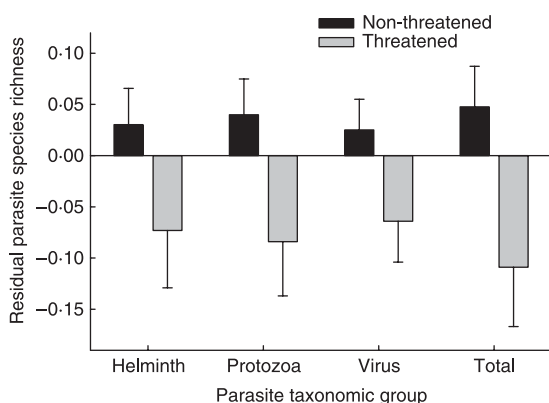 Non-threatened
Threatened
Residual parasite species richness
0·10
0·05
0·00
−0·05
−0·10
−0·15
Helminth Protozoa Virus Total
Parasite taxonomic group